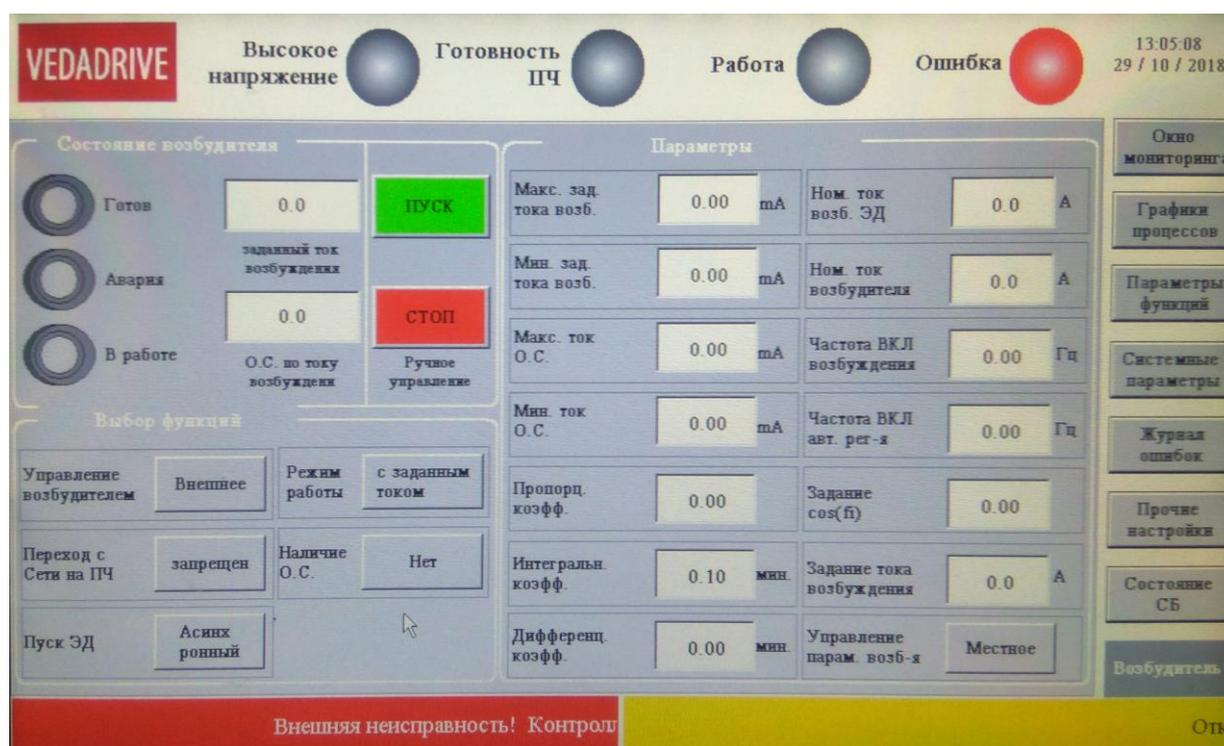 VEDADRIVE
Высокое
напряжение
Готовность
ПЧ
Работа
Ошибка
13:05:08
29 / 10 / 2018
Состояние возбудителя
Готов
Авария
В работе
0.0
заданный ток
возбуждения
0.0
О.С. по току
возбуждени
ПУСК
СТОП
Ручное
управление
Выбор функций
Управление
возбудителем
Внешнее
Режим
работы
с заданным
током
Переход с
Сети на ПЧ
запрещен
Наличие
О.С.
Нет
Пуск ЭД
Асинх
ронный
Параметры
Макс. зад.
тока возб.
0.00 mA
Ном. ток
возб. ЭД
0.0 А
Мин. зад.
тока возб.
0.00 mA
Ном. ток
возбудителя
0.0 А
Макс. ток
О.С.
0.00 mA
Частота ВКЛ
возбуждения
0.00 Гц
Мин. ток
О.С.
0.00 mA
Частота ВКЛ
авт. рег-я
0.00 Гц
Пропорц.
коэфф.
0.00
Задание
cos(fi)
0.00
Интегральн.
коэфф.
0.10 мин.
Задание тока
возбуждения
0.0 А
Дифференц.
коэфф.
0.00 мин.
Управление
парам. возб-я
Местное
Окно
мониторинга
Графики
процессов
Параметры
функций
Системные
параметры
Журнал
ошибок
Прочие
настройки
Состояние
СБ
Возбудитель
Внешняя неисправность! Контролл
Отк